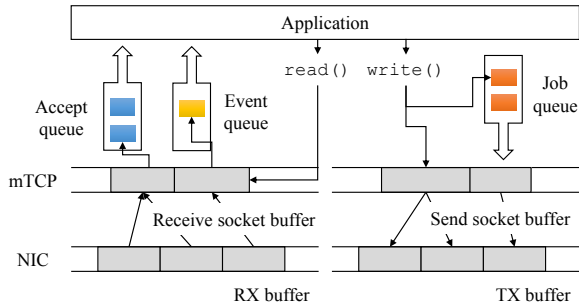 Application
read() write()
Accept
queue
Event
queue
Job
queue
mTCP
Receive socket buffer
Send socket buffer
NIC
RX buffer
TX buffer